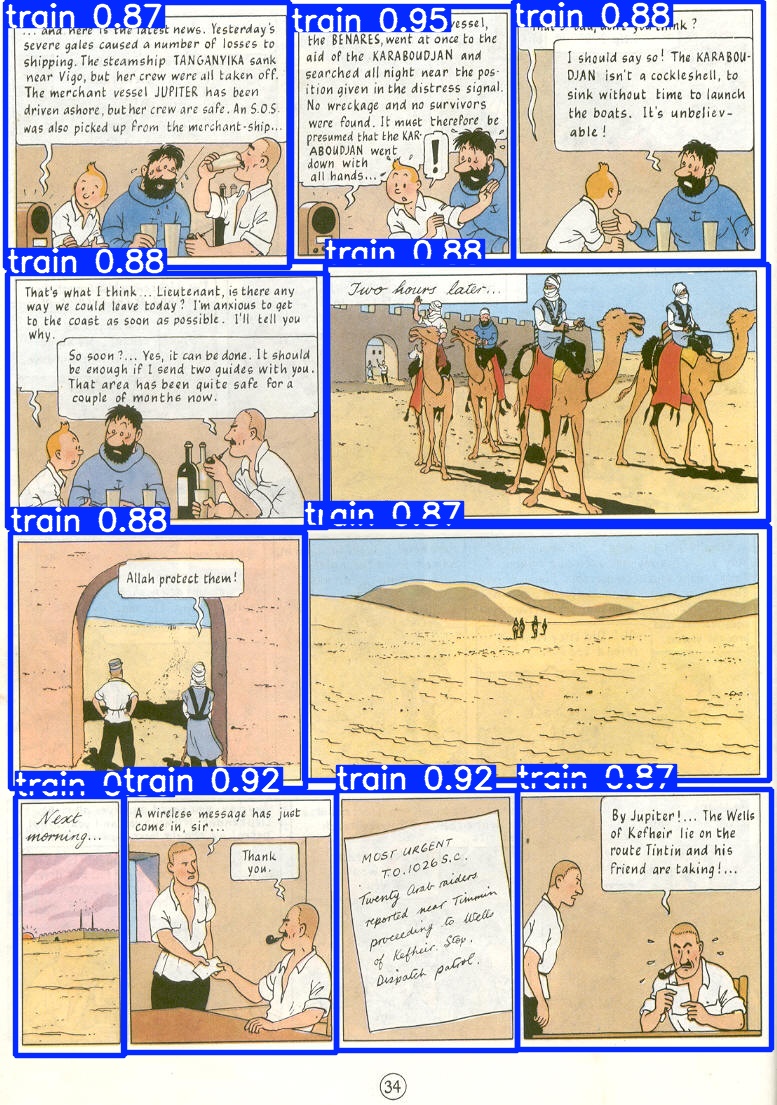 train 0.87
... and here is the latest news. Yesterday's
severe gales caused a number of losses to
shipping. The steamship TANGANYIKA sank
near Vigo, but her crew were all taken off.
The merchant vessel JUPITER has been
driven ashore, but her crew are safe. An S.O.S.
was also picked up from the merchant-ship...
train 0.95
vessel,
the BENARES, went at once to the
aid of the KARABOUDJAN and
searched all night near the pos-
ition given in the distress signal.
No wreckage and no survivors
were found. It must therefore be
presumed that the KAR-
ABOUDJAN went
down with
all hands...
!
train 0.88
That's odd, don't you think?
I should say so! The KARABOU-
DJAN isn't a cockleshell, to
sink without time to launch
the boats. It's unbeliev-
able!
train 0.88
That's what I think... Lieutenant, is there any
way we could leave today? I'm anxious to get
to the coast as soon as possible. I'll tell you
why.
So soon?... Yes, it can be done. It should
be enough if I send two guides with you.
That area has been quite safe for a
couple of months now.
train 0.88
Two hours later...
train 0.88
Allah protect them!
train 0.87
train
Next
morning...
train 0.92
A wireless message has just
come in, sir...
Thank
you.
train 0.92
MOST URGENT
T.O. 1026 S.C.
Twenty Arab raiders
reported near Timmin
proceeding to Wells
of Kefheir. Stop.
Dispatch patrol.
train 0.87
By Jupiter!... The Wells
of Kefheir lie on the
route Tintin and his
friend are taking!...
34